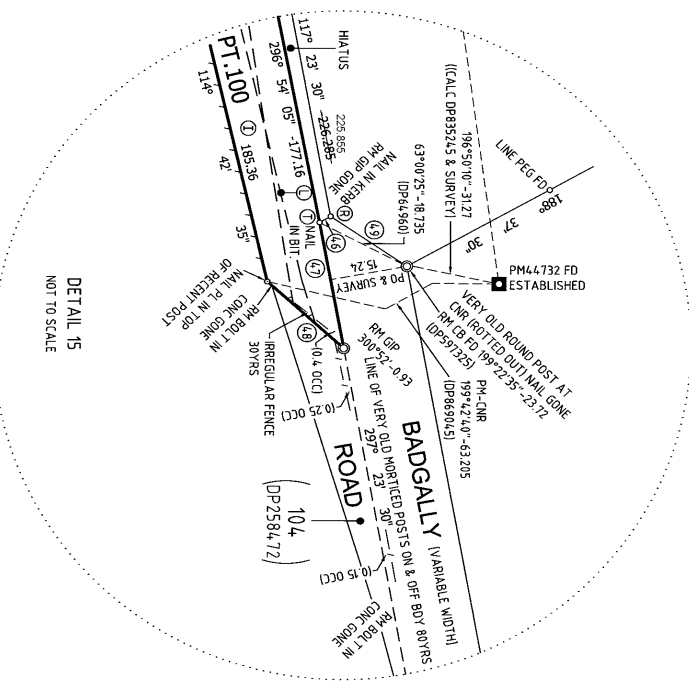 HIATUS
117° 23' 30" -226.285
225.855
296° 54' 05" -177.16
PT.100
I 185.36
114° 42' 35"
L
T NAIL
IN BIT.
NAIL IN KERB
RM GIP GONE
R
46
47
48
49
63°00'25"-18.735
(DP64960)
196°50'10"-31.27
((CALC DP835245 & SURVEY)
LINE PEG FD
188° 37' 30"
PM44732 FD
ESTABLISHED
VERY OLD ROUND POST AT
CNR (ROTTED OUT) NAIL GONE
RM CB FD 199°22'35"-23.72
(DP597325)
PM-CNR
199°42'40"-63.205
(DP869045)
15.24
PO & SURVEY
RM GIP
300°52'-0.93
LINE OF VERY OLD MORTICED POSTS ON & OFF BDY 80YRS
297° 23' 30"
BADGALLY [VARIABLE WIDTH]
ROAD
(0.4 OCC)
(0.25 OCC)
(0.15 OCC)
IRREGULAR FENCE
30YRS
RM BOLT IN
CONC GONE
NAIL PL IN TOP
OF RECENT POST
RM BOLT IN
CONC GONE
104
(DP258472)
DETAIL 15
NOT TO SCALE